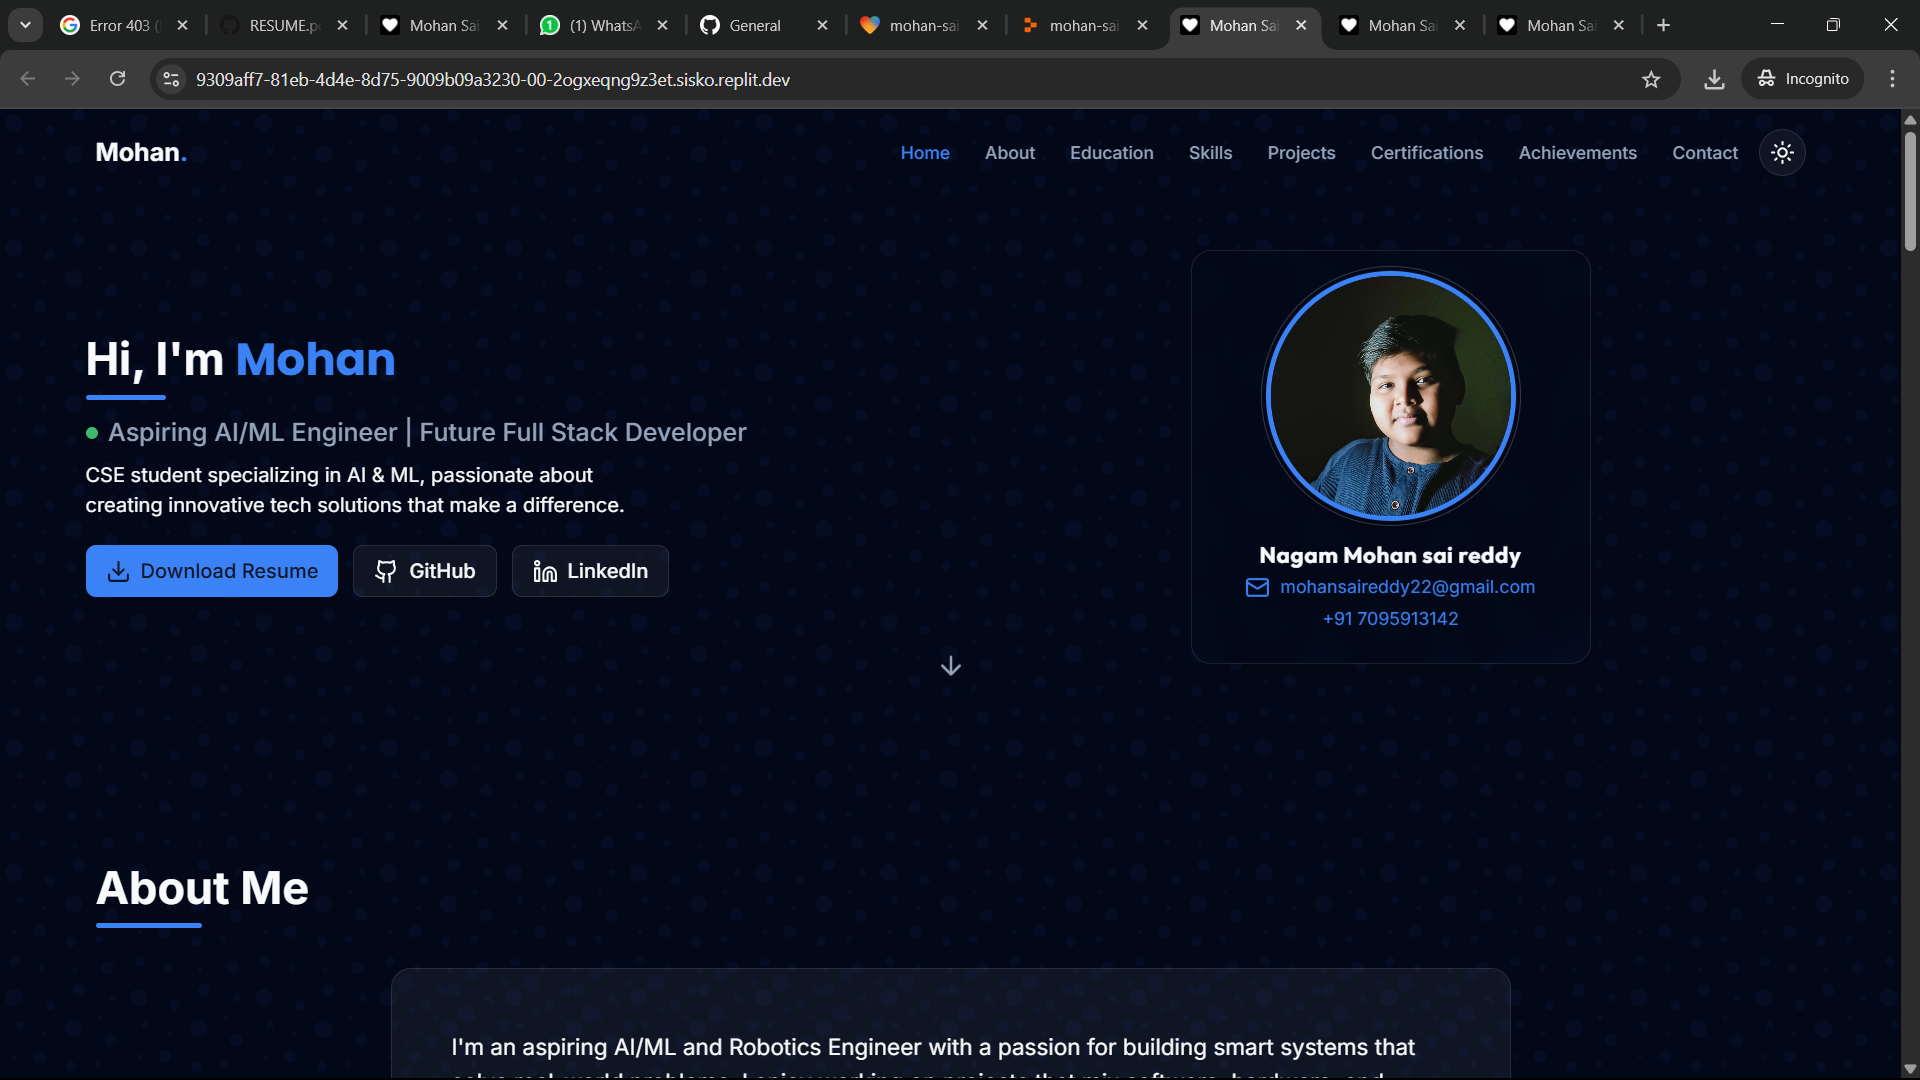 Error 403 (
RESUME.p
Mohan Sai
(1) WhatsA
General
mohan-sai
mohan-sai
Mohan Sai
Mohan Sai
Mohan Sai
9309aff7-81eb-4d4e-8d75-9009b09a3230-00-2ogxeqng9z3et.sisko.replit.dev
Incognito
Mohan.
Home
About
Education
Skills
Projects
Certifications
Achievements
Contact
Hi, I'm Mohan
Aspiring AI/ML Engineer | Future Full Stack Developer
CSE student specializing in AI & ML, passionate about
creating innovative tech solutions that make a difference.
Download Resume
GitHub
LinkedIn
Nagam Mohan sai reddy
mohansaireddy22@gmail.com
+91 7095913142
About Me
I'm an aspiring AI/ML and Robotics Engineer with a passion for building smart systems that